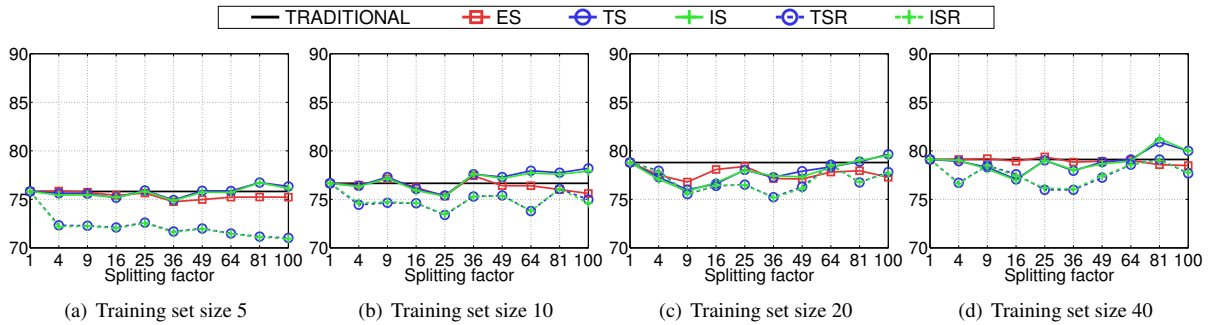 TRADITIONAL ES TS IS TSR ISR
90 90 90 90
85 85 85 85
80 80 80 80
75 75 75 75
70 70 70 70
1 4 9 16 25 36 49 64 81 100 1 4 9 16 25 36 49 64 81 100 1 4 9 16 25 36 49 64 81 100 1 4 9 16 25 36 49 64 81 100
Splitting factor Splitting factor Splitting factor Splitting factor
(a) Training set size 5 (b) Training set size 10 (c) Training set size 20 (d) Training set size 40